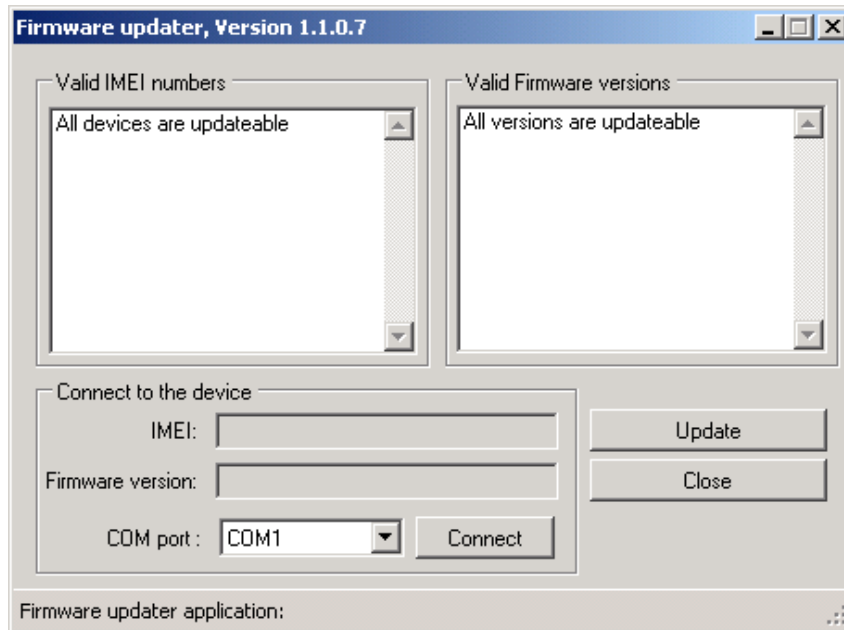 Firmware updater, Version 1.1.0.7
Valid IMEI numbers
All devices are updateable
Valid Firmware versions
All versions are updateable
Connect to the device
IMEI:
Firmware version:
COM port :
COM1
Connect
Update
Close
Firmware updater application: